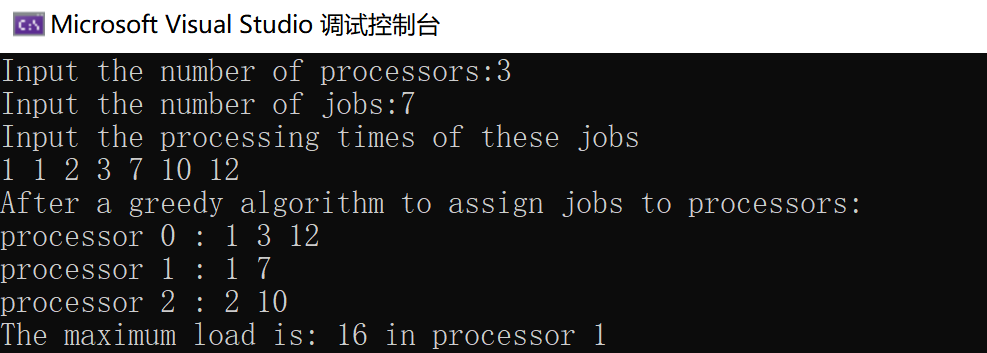 C:\ Microsoft Visual Studio 调试控制台
Input the number of processors:3
Input the number of jobs:7
Input the processing times of these jobs
1 1 2 3 7 10 12
After a greedy algorithm to assign jobs to processors:
processor 0 : 1 3 12
processor 1 : 1 7
processor 2 : 2 10
The maximum load is: 16 in processor 1